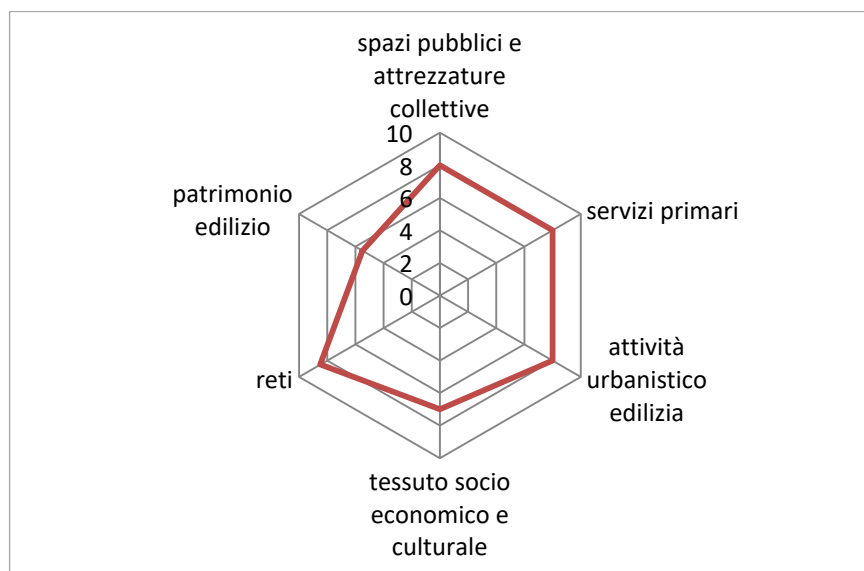 spazi pubblici e
attrezzature
collettive
10
8
6
4
2
0
servizi primari
attività
urbanistico
edilizia
tessuto socio
economico e
culturale
reti
patrimonio
edilizio